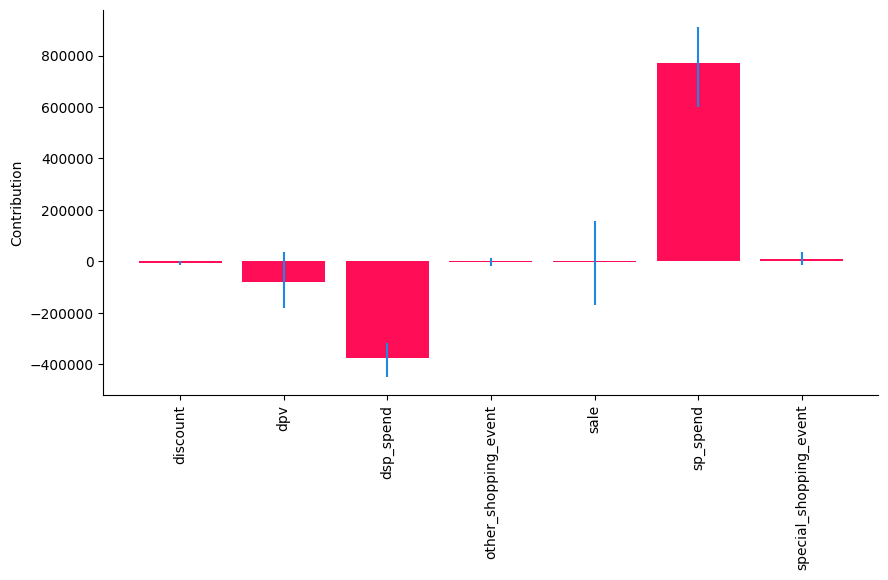 Contribution
800000
600000
400000
200000
0
−200000
−400000
discount
dpv
dsp_spend
other_shopping_event
sale
sp_spend
special_shopping_event